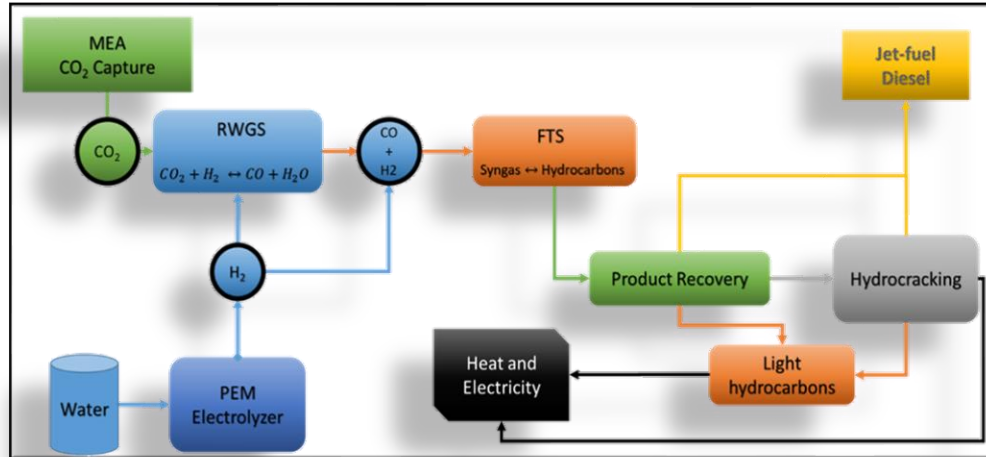 MEA
CO₂ Capture
Jet-fuel
Diesel
CO₂
RWGS
CO₂ + H₂ ↔ CO + H₂O
CO
+
H2
FTS
Syngas ↔ Hydrocarbons
H₂
Product Recovery
Hydrocracking
Water
PEM
Electrolyzer
Heat and
Electricity
Light
hydrocarbons